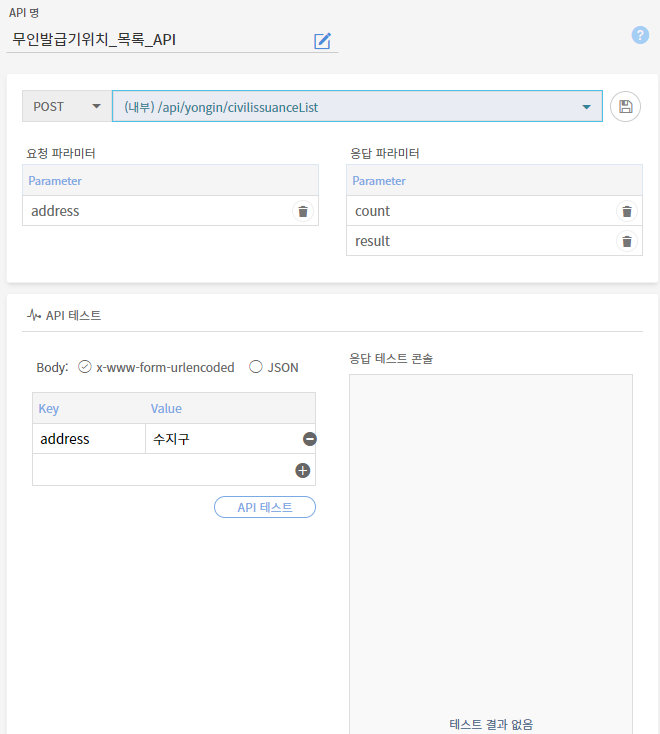 API 명
무인발급기위치_목록_API
?
POST
(내부) /api/yongin/civilissuanceList
요청 파라미터
Parameter
address
응답 파라미터
Parameter
count
result
API 테스트
Body: x-www-form-urlencoded JSON
Key Value
address 수지구
API 테스트
응답 테스트 콘솔
테스트 결과 없음